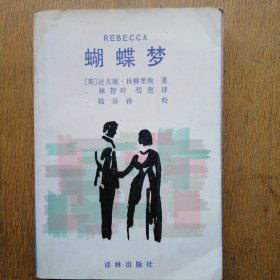 REBECCA
蝴蝶梦
[英]达夫妮·杜穆里埃 著
林智玲 程德 译
陆谷孙 校
译林出版社